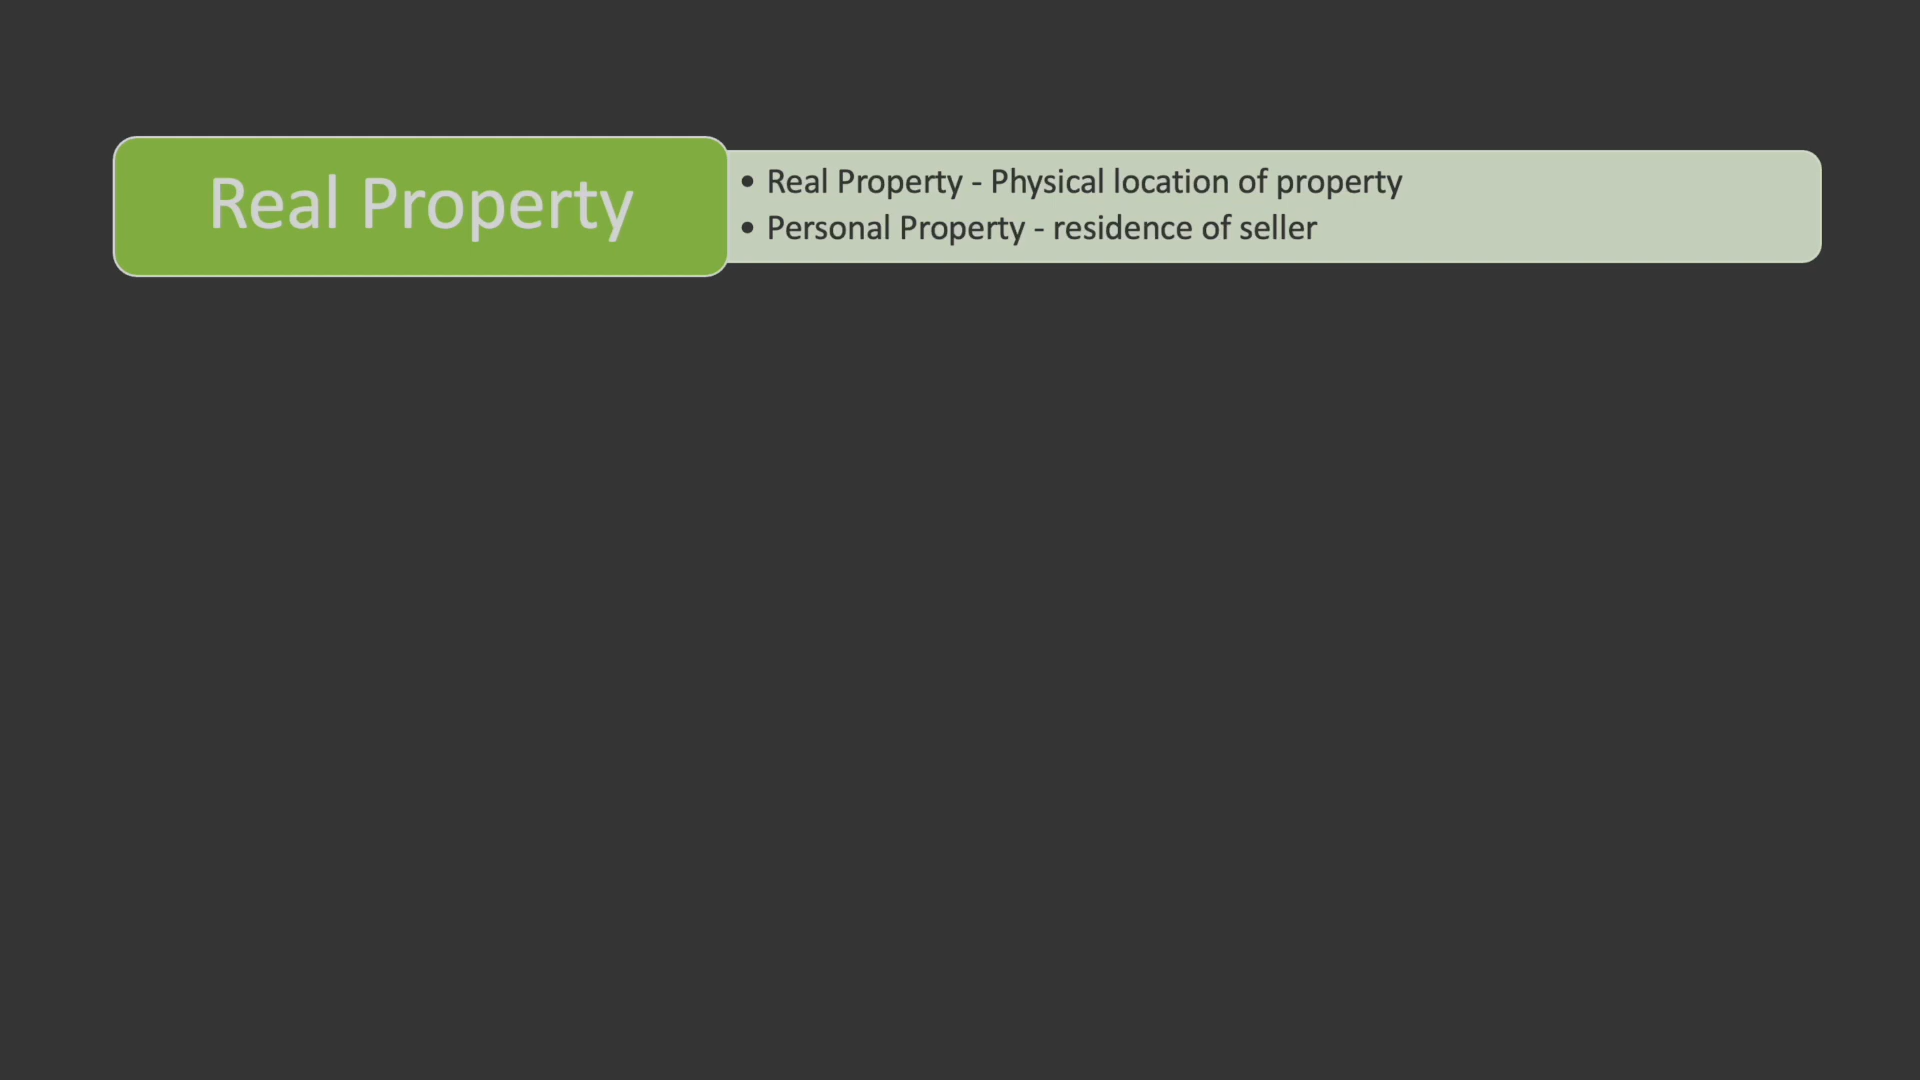 Real Property
• Real Property - Physical location of property
• Personal Property - residence of seller